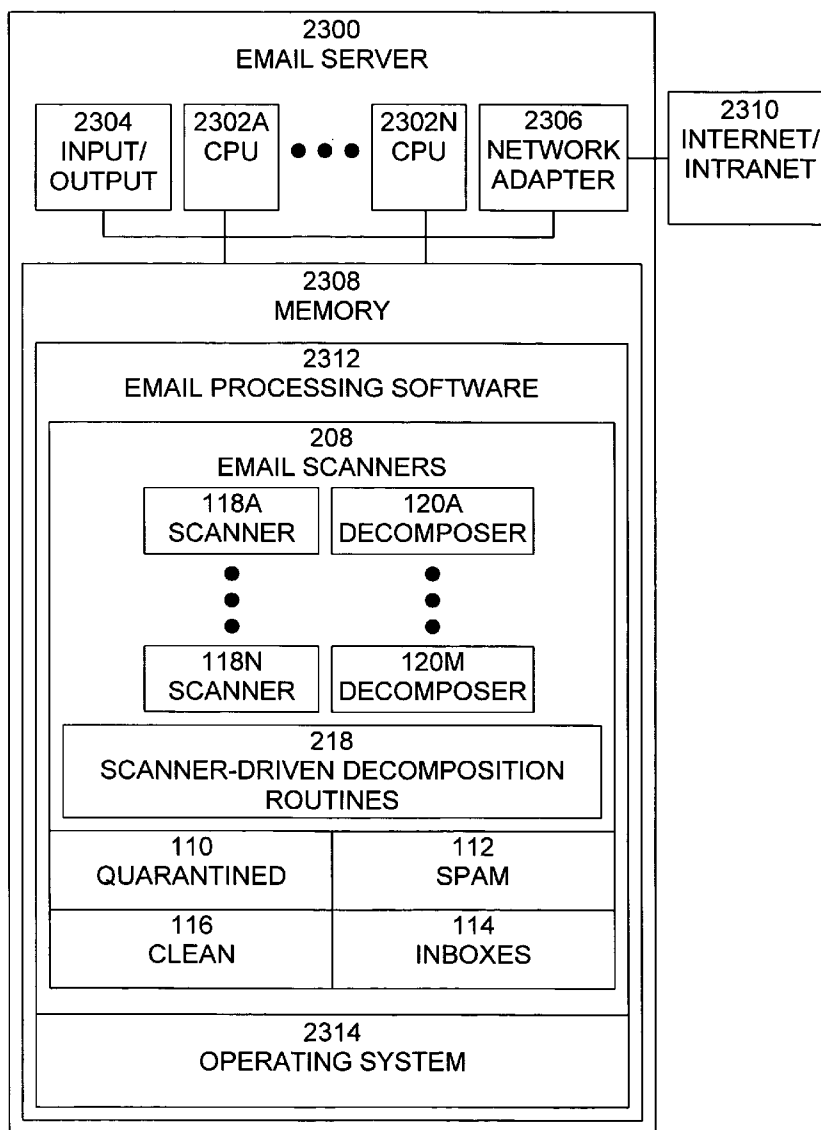 2300
EMAIL SERVER
2304
INPUT/
OUTPUT
2302A
CPU
2302N
CPU
2306
NETWORK
ADAPTER
2310
INTERNET/
INTRANET
2308
MEMORY
2312
EMAIL PROCESSING SOFTWARE
208
EMAIL SCANNERS
118A
SCANNER
120A
DECOMPOSER
118N
SCANNER
120M
DECOMPOSER
218
SCANNER-DRIVEN DECOMPOSITION
ROUTINES
110
QUARANTINED
112
SPAM
116
CLEAN
114
INBOXES
2314
OPERATING SYSTEM